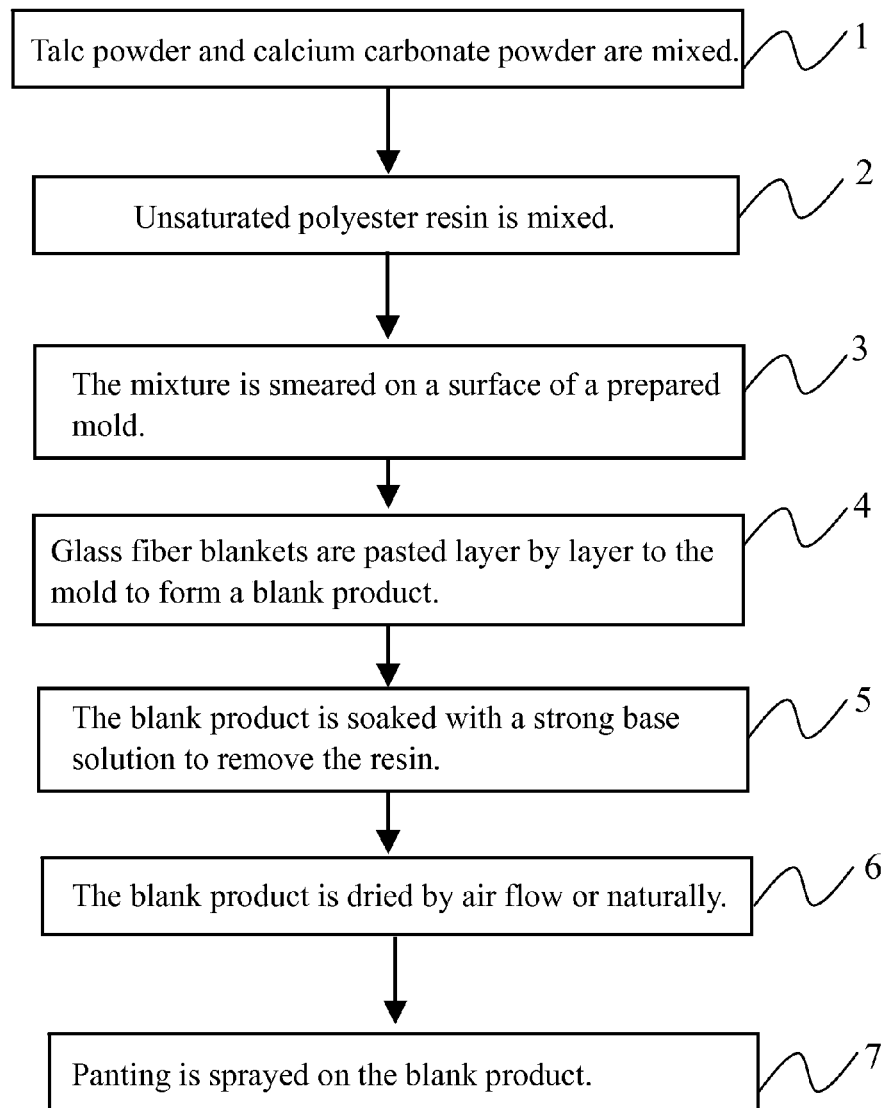 Talc powder and calcium carbonate powder are mixed.
1
Unsaturated polyester resin is mixed.
2
The mixture is smeared on a surface of a prepared
mold.
3
Glass fiber blankets are pasted layer by layer to the
mold to form a blank product.
4
The blank product is soaked with a strong base
solution to remove the resin.
5
The blank product is dried by air flow or naturally.
6
Panting is sprayed on the blank product.
7